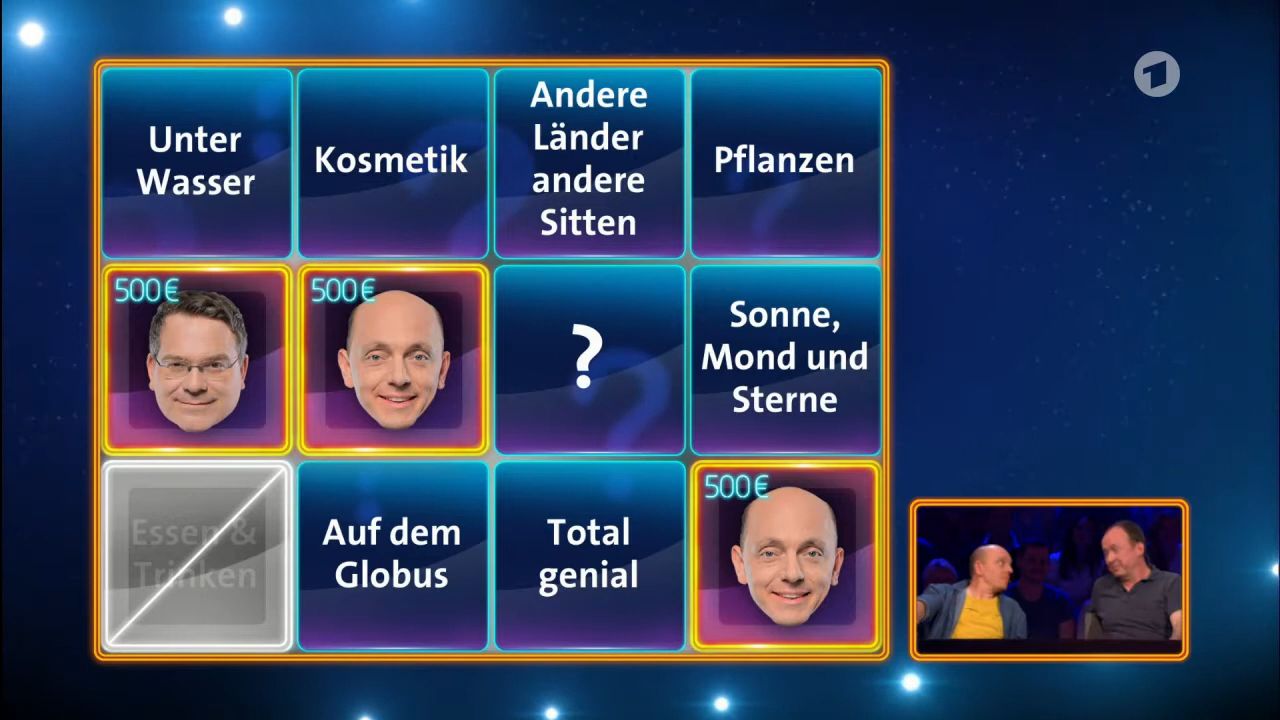 Unter
Wasser
Kosmetik
Andere
Länder
andere
Sitten
Pflanzen
500€
500€
?
Sonne,
Mond und
Sterne
Essen &
Trinken
Auf dem
Globus
Total
genial
500€
1